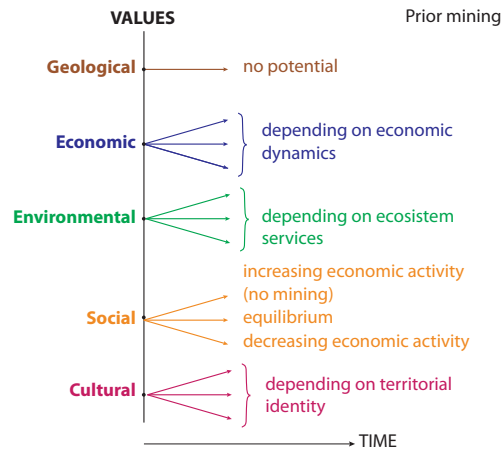 VALUES
Prior mining
Geological
no potential
Economic
depending on economic
dynamics
Environmental
depending on ecosistem
services
Social
increasing economic activity
(no mining)
equilibrium
decreasing economic activity
Cultural
depending on territorial
identity
TIME